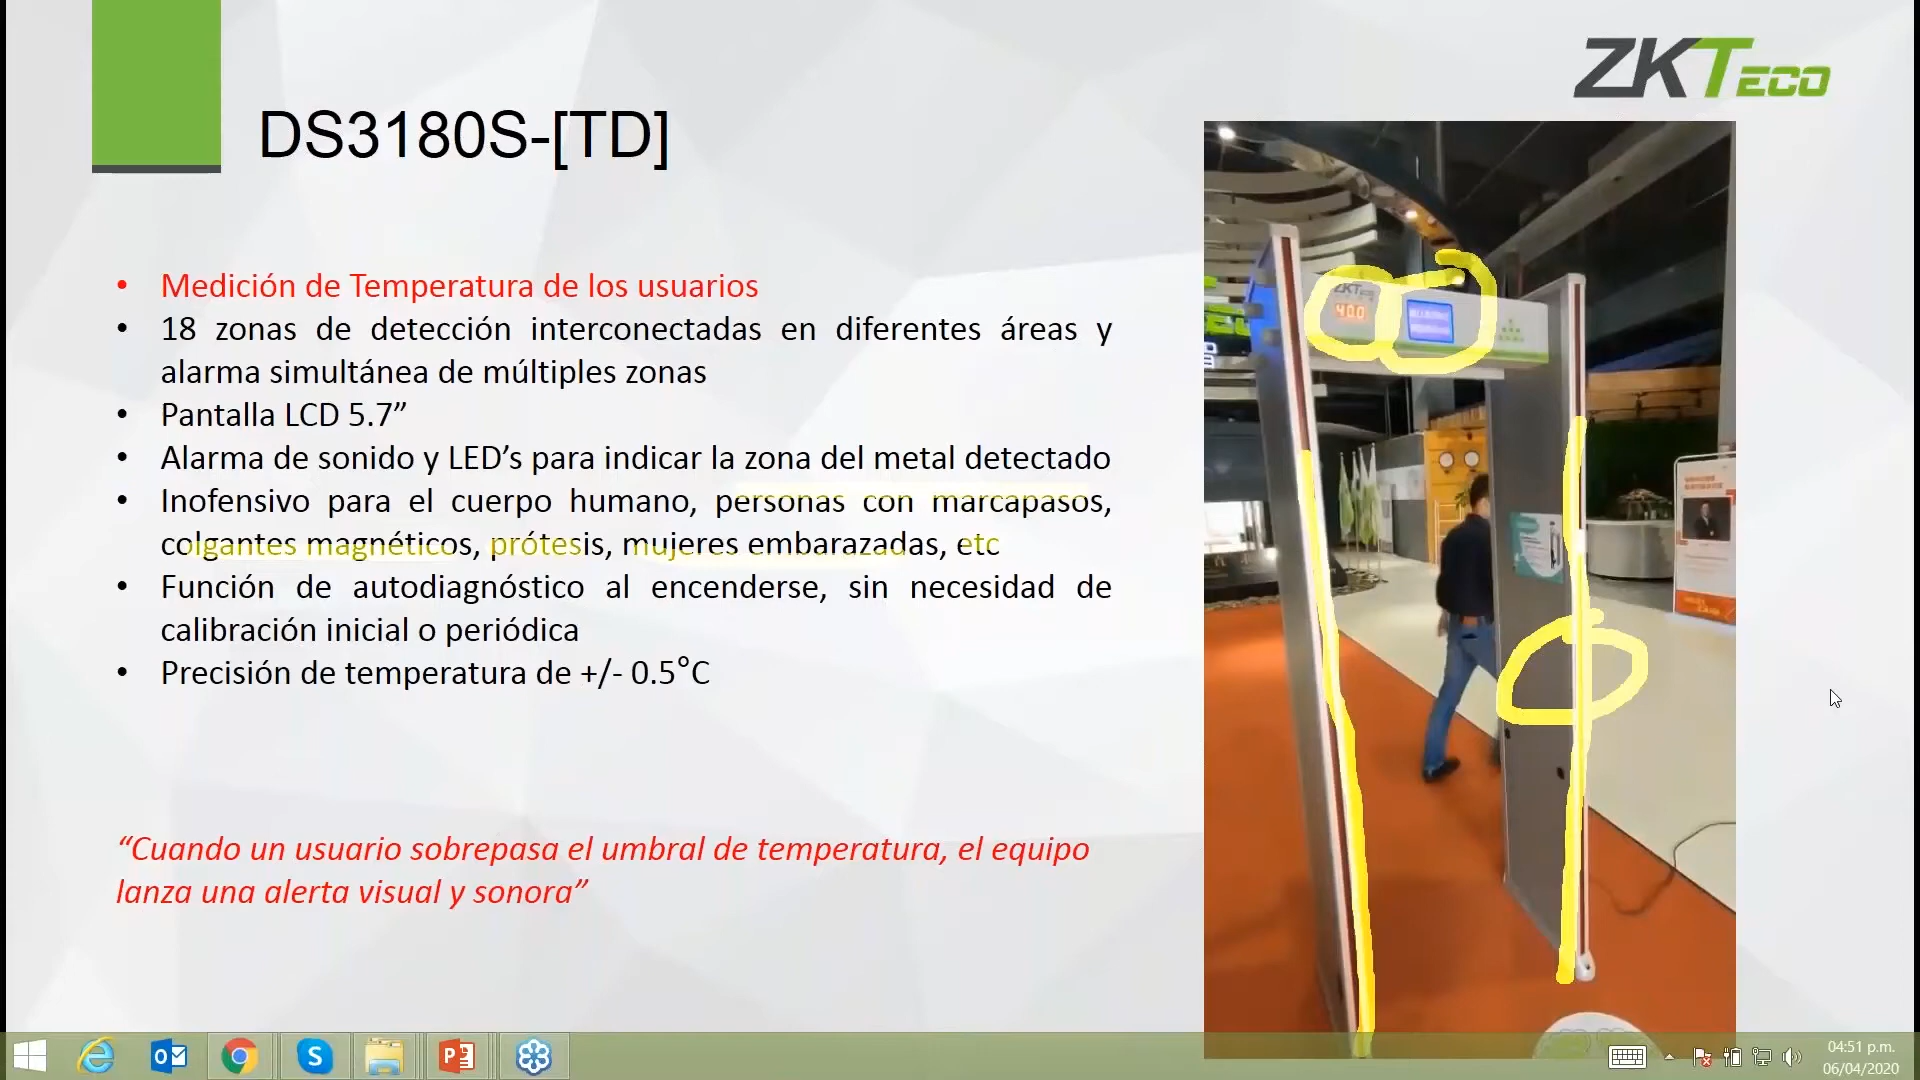 ZKTECO
DS3180S-[TD]
• Medición de Temperatura de los usuarios
• 18 zonas de detección interconectadas en diferentes áreas y
alarma simultánea de múltiples zonas
• Pantalla LCD 5.7”
• Alarma de sonido y LED’s para indicar la zona del metal detectado
• Inofensivo para el cuerpo humano, personas con marcapasos,
colgantes magnéticos, prótesis, mujeres embarazadas, etc
• Función de autodiagnóstico al encenderse, sin necesidad de
calibración inicial o periódica
• Precisión de temperatura de +/- 0.5°C
“Cuando un usuario sobrepasa el umbral de temperatura, el equipo
lanza una alerta visual y sonora”
ZKTeco
40.0
04:51 p.m.
06/04/2020